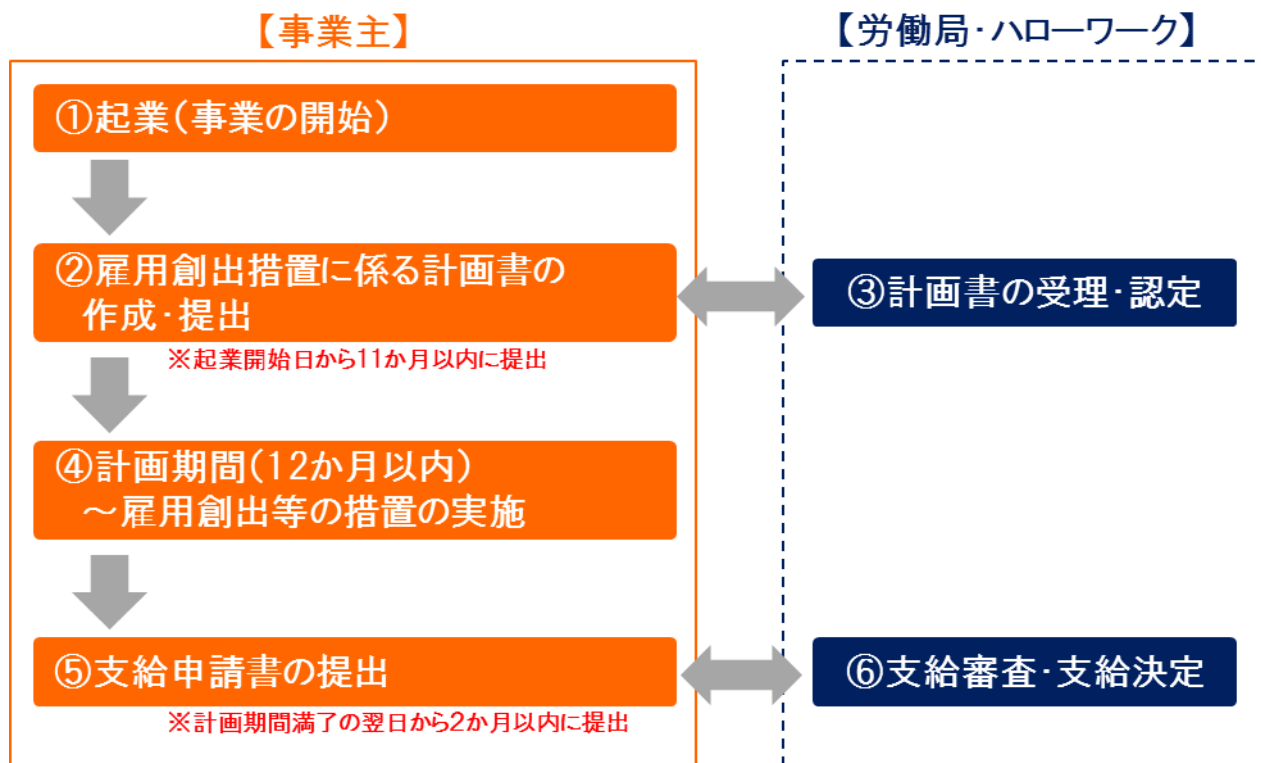 【事業主】
【労働局・ハローワーク】
①起業(事業の開始)
②雇用創出措置に係る計画書の
作成・提出
※起業開始日から11か月以内に提出
③計画書の受理・認定
④計画期間(12か月以内)
～雇用創出等の措置の実施
⑤支給申請書の提出
※計画期間満了の翌日から2か月以内に提出
⑥支給審査・支給決定